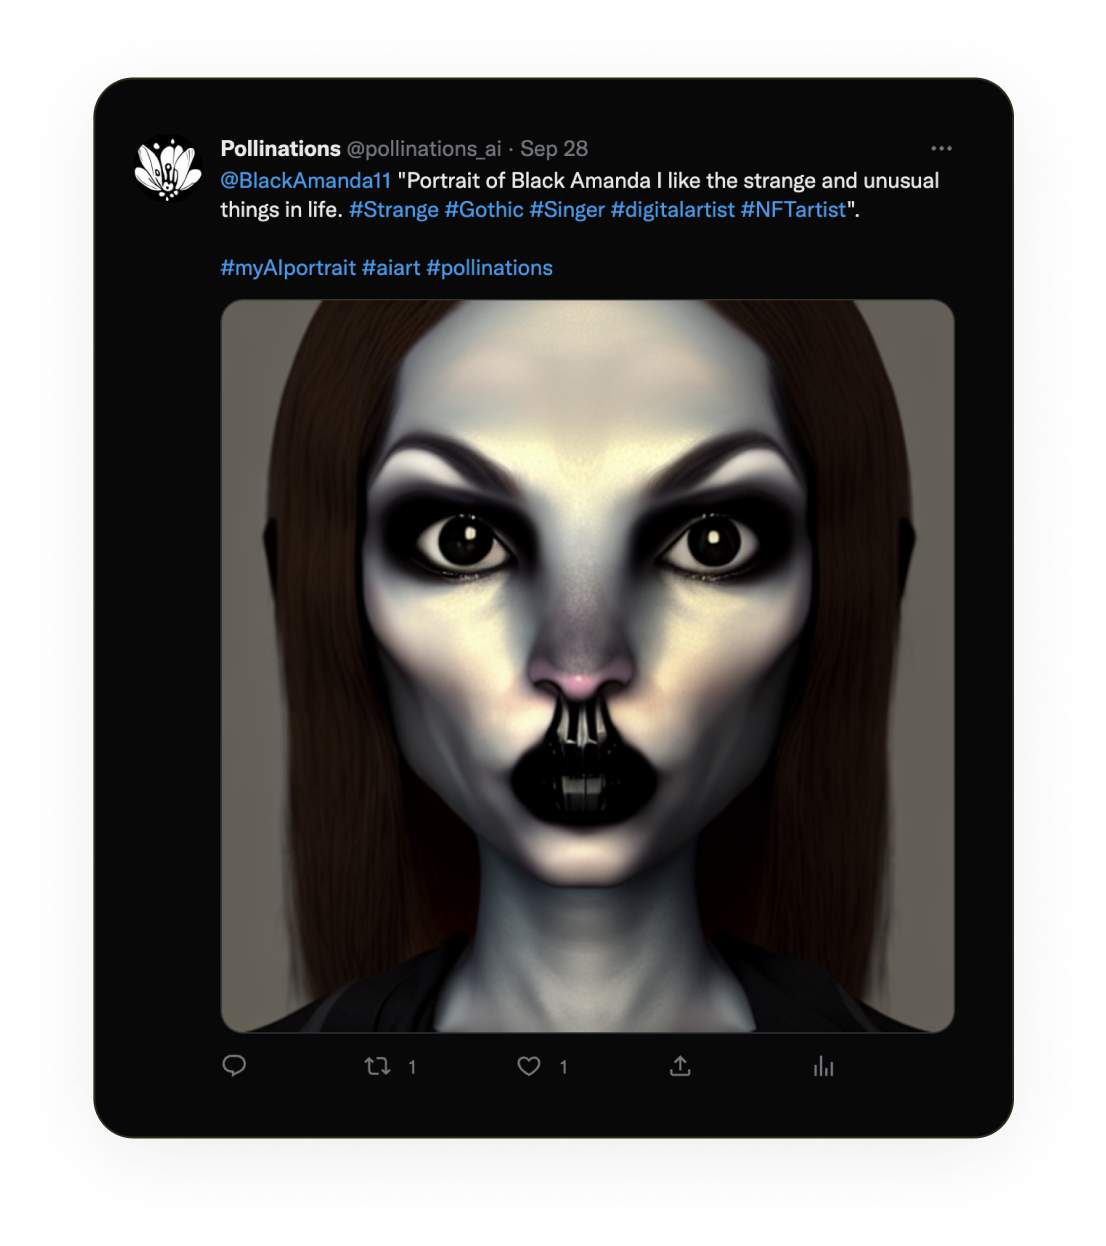 Pollinations @pollinations_ai · Sep 28
@BlackAmanda11 "Portrait of Black Amanda I like the strange and unusual
things in life. #Strange #Gothic #Singer #digitalartist #NFTartist".
#myAIportrait #aiart #pollinations
1 1